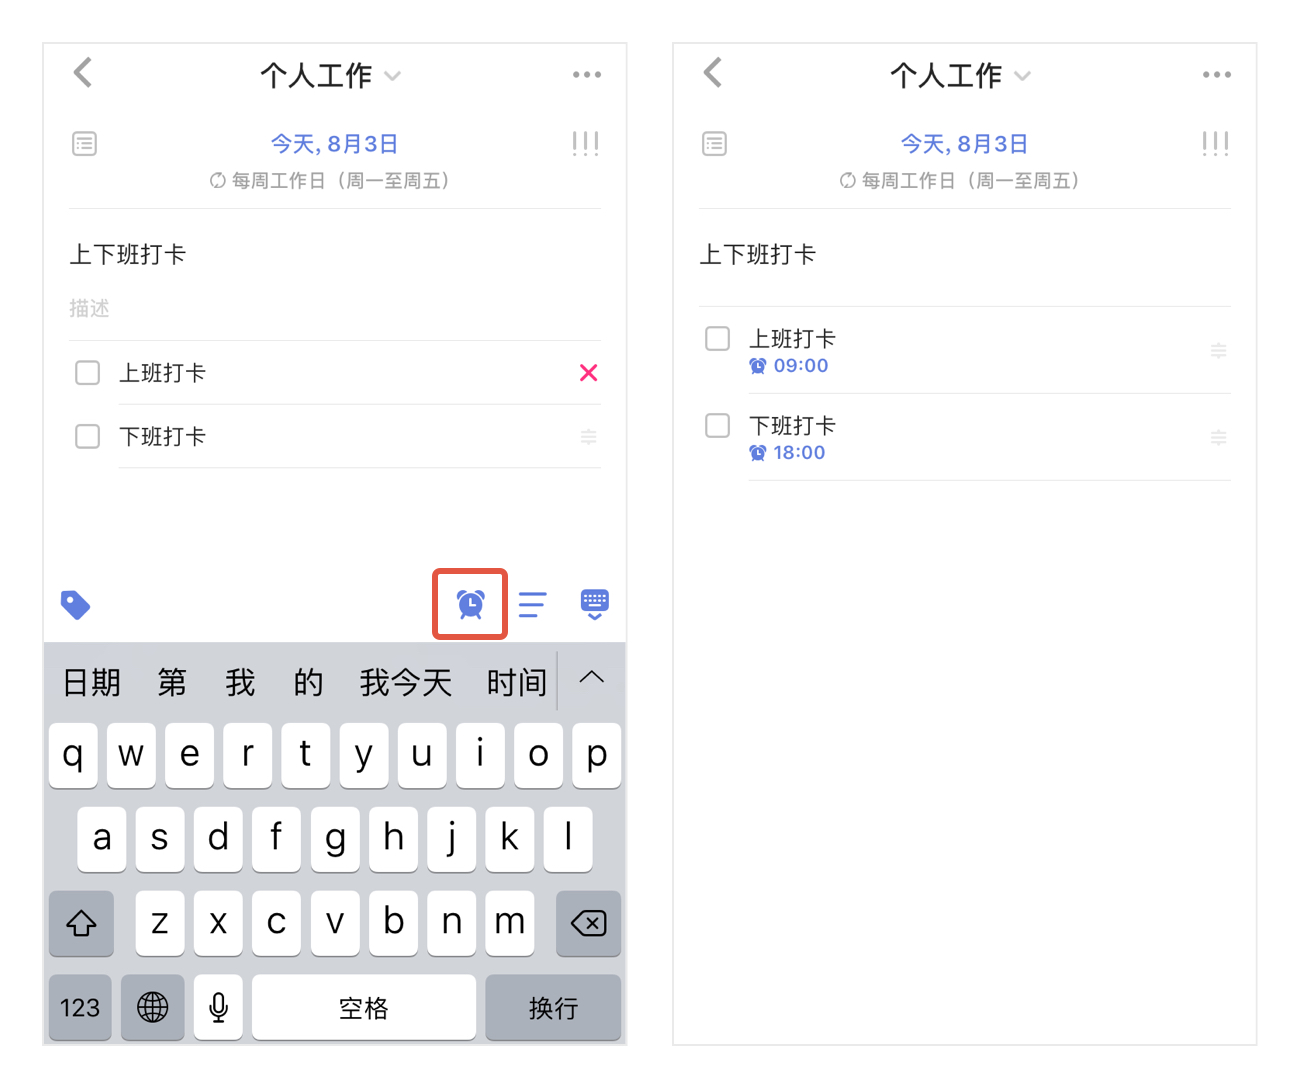 个人工作
今天, 8月3日
每周工作日（周一至周五）
上下班打卡
描述
上班打卡
下班打卡
日期 第 我 的 我今天 时间
q w e r t y u i o p
a s d f g h j k l
z x c v b n m
123 空格 换行
个人工作
今天, 8月3日
每周工作日（周一至周五）
上下班打卡
上班打卡
09:00
下班打卡
18:00